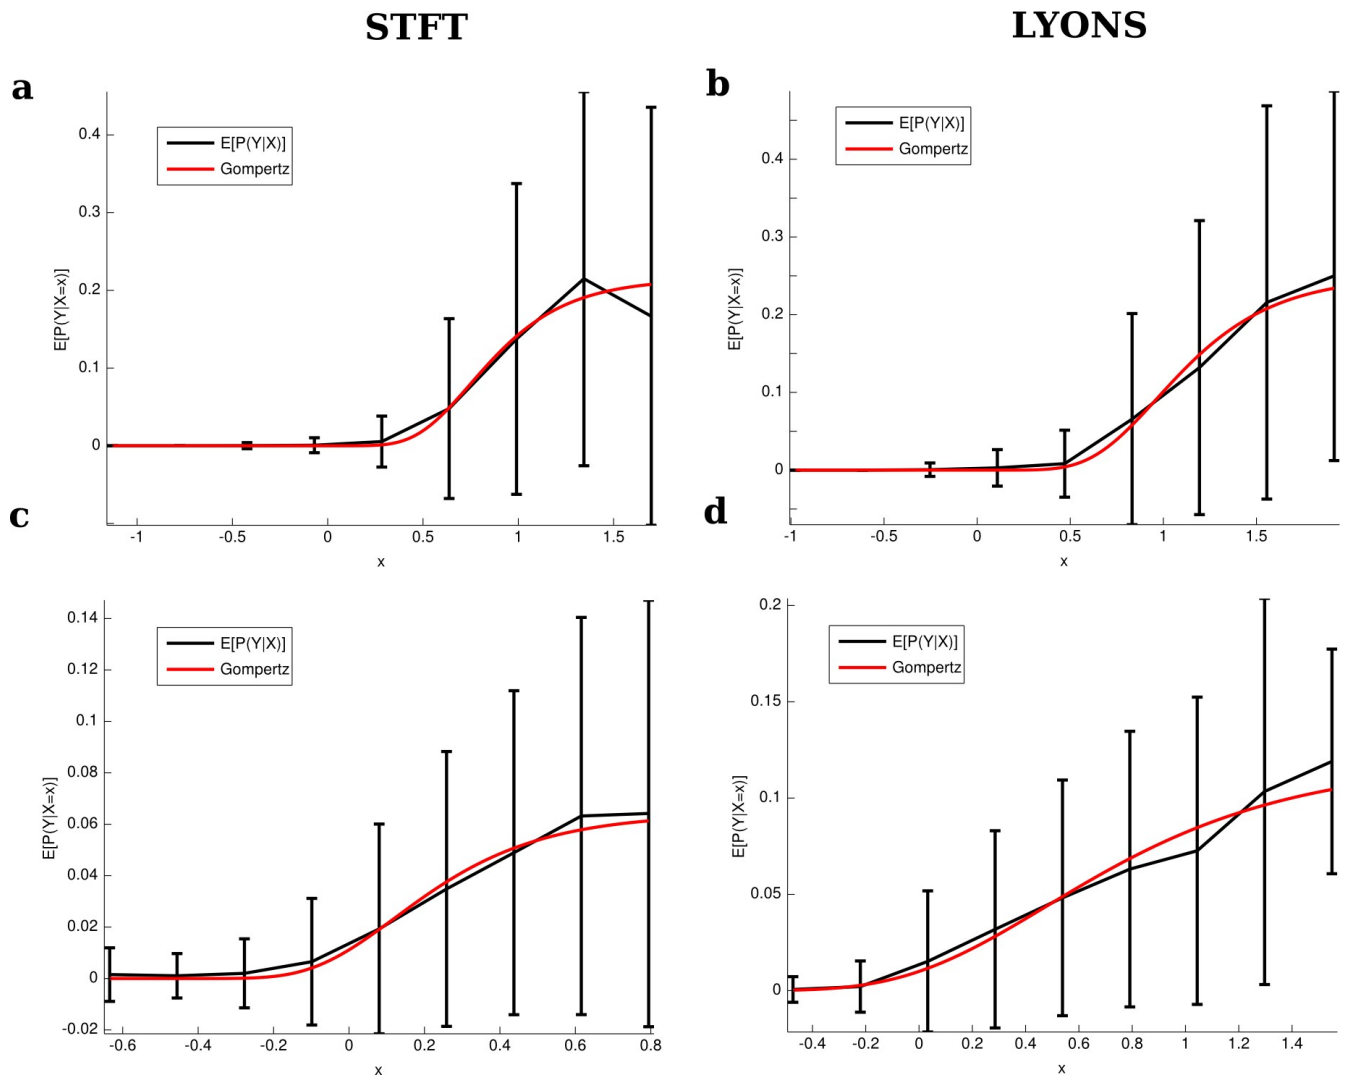 STFT
LYONS
a
E[P(Y|X)]
Gompertz
0.4
0.3
0.2
0.1
0
E[P(Y|X=x)]
-1
-0.5
0
0.5
1
1.5
x
b
E[P(Y|X)]
Gompertz
0.4
0.3
0.2
0.1
0
E[P(Y|X=x)]
-1
-0.5
0
0.5
1
1.5
x
c
E[P(Y|X)]
Gompertz
0.14
0.12
0.1
0.08
0.06
0.04
0.02
0
-0.02
E[P(Y|X=x)]
-0.6
-0.4
-0.2
0
0.2
0.4
0.6
0.8
x
d
E[P(Y|X)]
Gompertz
0.2
0.15
0.1
0.05
0
E[P(Y|X=x)]
-0.4
-0.2
0
0.2
0.4
0.6
0.8
1
1.2
1.4
x